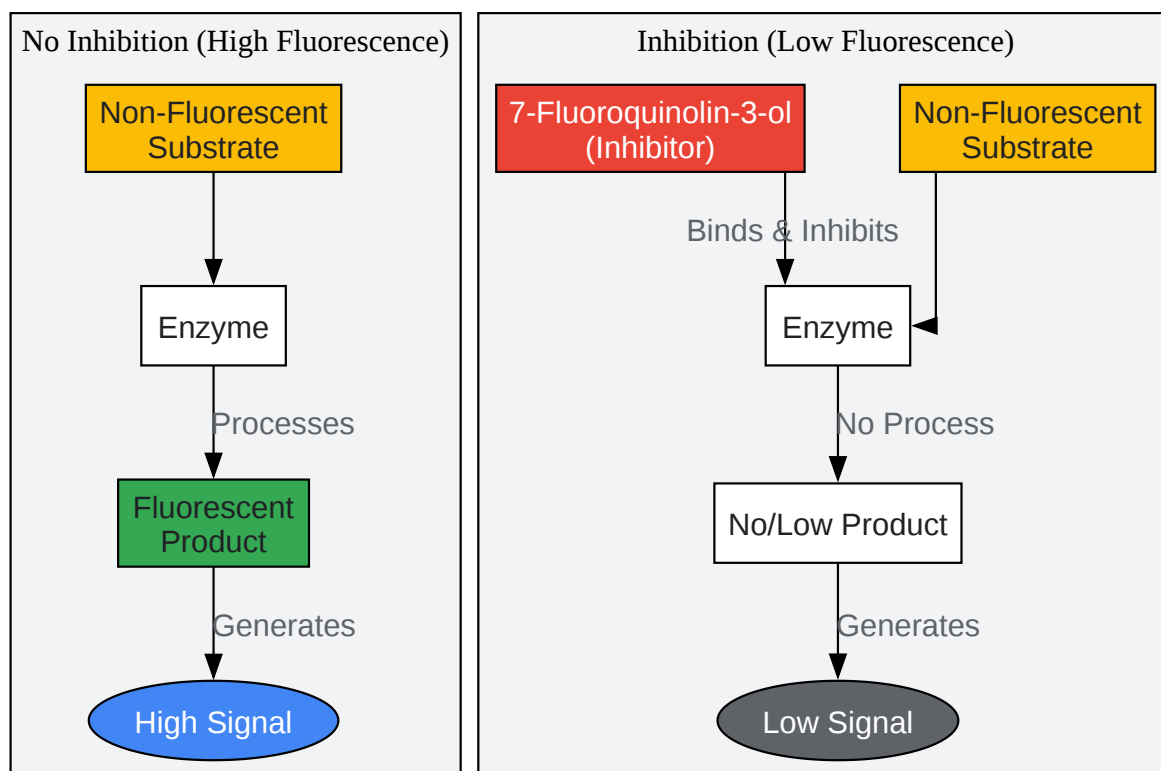 No Inhibition (High Fluorescence)
Non-Fluorescent
Substrate
Enzyme
Processes
Fluorescent
Product
Generates
High Signal
Inhibition (Low Fluorescence)
7-Fluoroquinolin-3-ol
(Inhibitor)
Non-Fluorescent
Substrate
Binds & Inhibits
Enzyme
No Process
No/Low Product
Generates
Low Signal